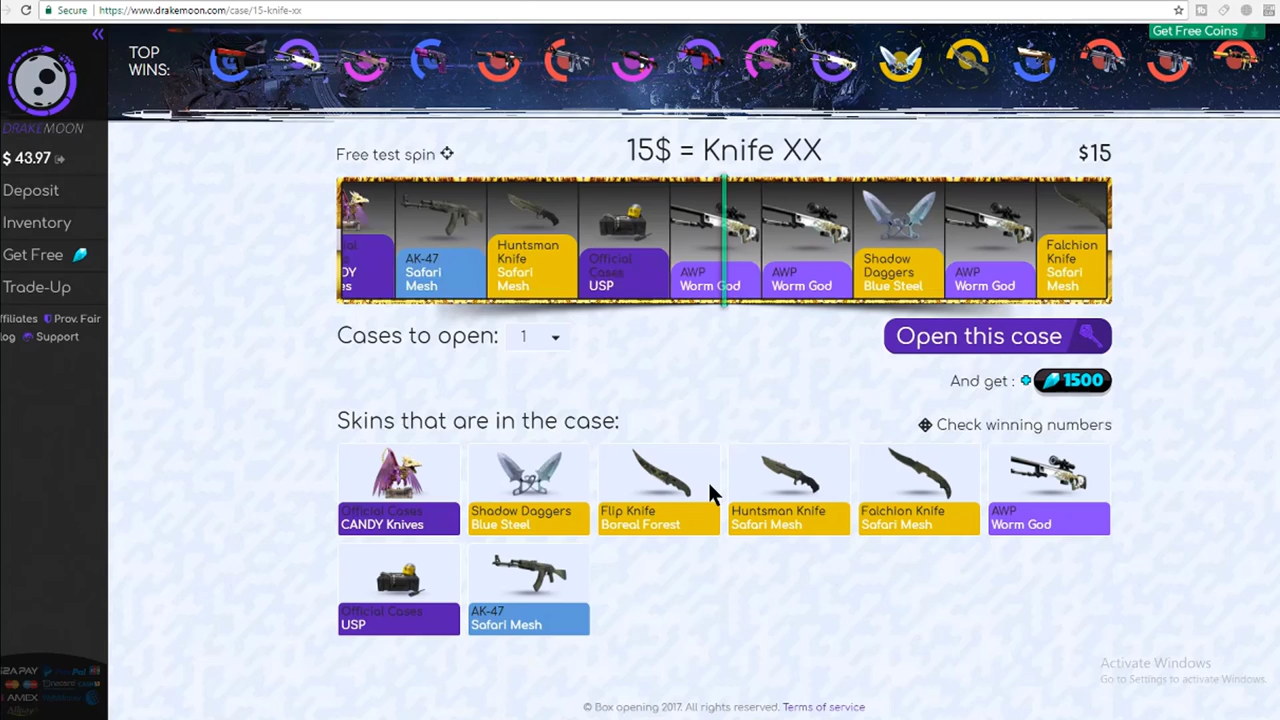 Secure https://www.drakemoon.com/case/15-knife-xx
Get Free Coins
TOP
WINS:
DRAKEMOON
$ 43.97
Deposit
Inventory
Get Free
Trade-Up
ffiliates Prov. Fair
log Support
Free test spin
15$ = Knife XX
$15
AK-47
Safari
Mesh
Huntsman
Knife
Safari
Mesh
Official
Cases
USP
AWP
Worm God
AWP
Worm God
Shadow
Daggers
Blue Steel
AWP
Worm God
Falchion
Knife
Safari
Mesh
Cases to open: 1
Open this case
And get : + 1500
Skins that are in the case:
Check winning numbers
Official Cases
CANDY Knives
Shadow Daggers
Blue Steel
Flip Knife
Boreal Forest
Huntsman Knife
Safari Mesh
Falchion Knife
Safari Mesh
AWP
Worm God
Official Cases
USP
AK-47
Safari Mesh
Activate Windows
Go to Settings to activate Windows.
© Box opening 2017. All rights reserved. Terms of service
AMEX